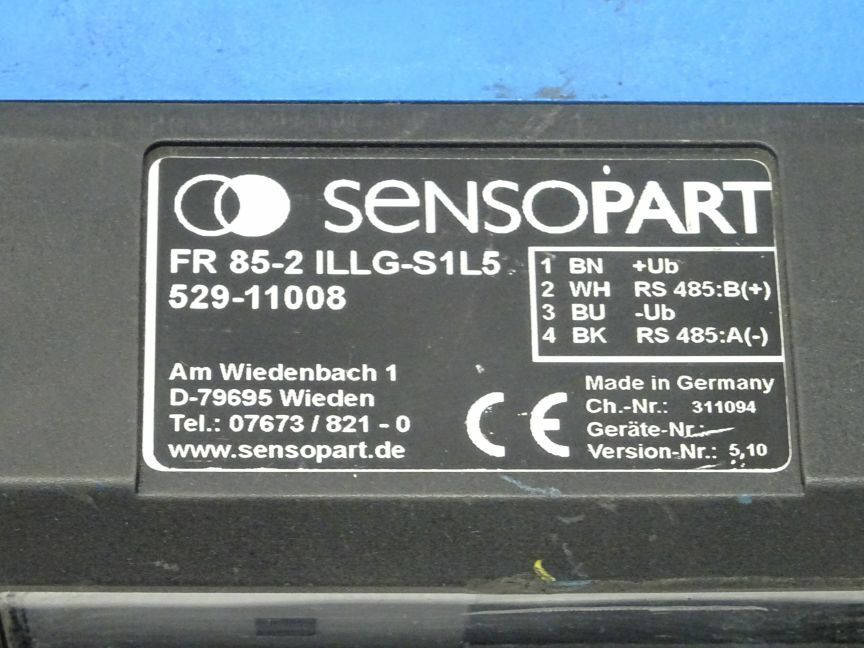 SENSOPART
FR 85-2 ILLG-S1L5
529-11008
1 BN +Ub
2 WH RS 485:B(+)
3 BU -Ub
4 BK RS 485:A(-)
Am Wiedenbach 1
D-79695 Wieden
Tel.: 07673 / 821 - 0
www.sensopart.de
CE
Made in Germany
Ch.-Nr.: 311094
Geräte-Nr.:
Version-Nr.: 5,10